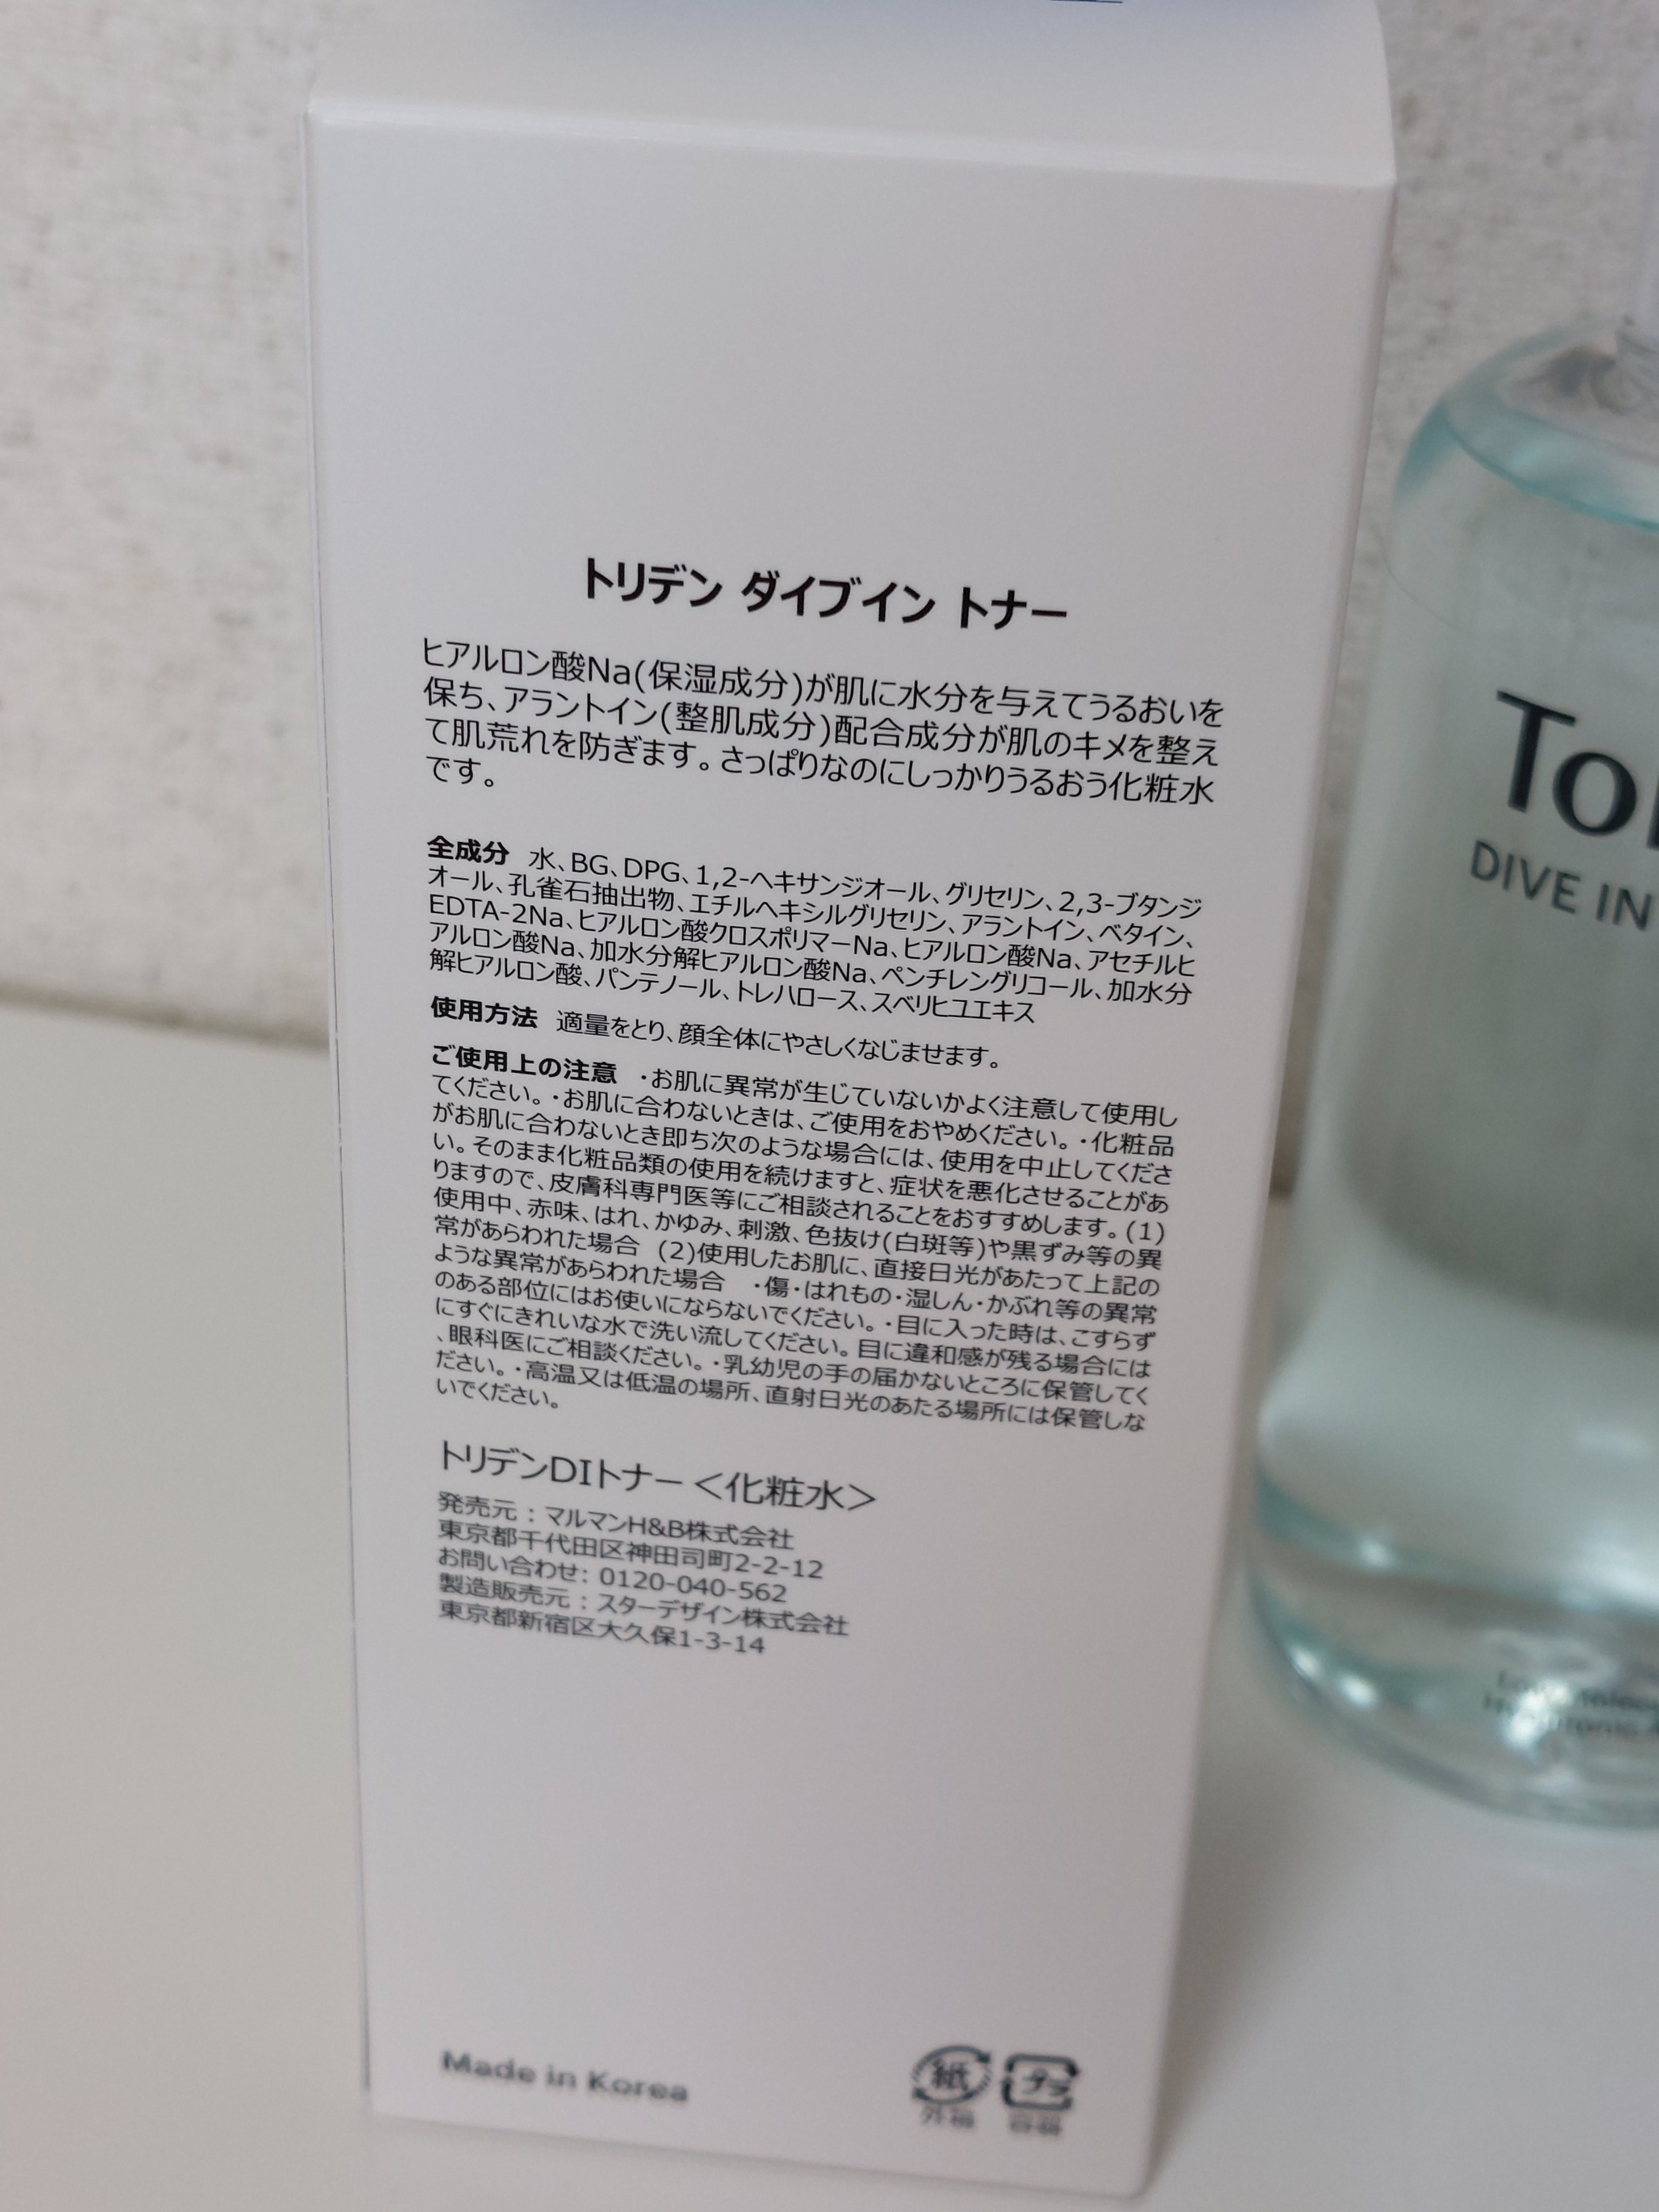 トリデン ダイブイン トナー
ヒアルロン酸Na(保湿成分)が肌に水分を与えてうるおいを
保ち、アラントイン(整肌成分)配合成分が肌のキメを整え
て肌荒れを防ぎます。さっぱりなのにしっかりうるおう化粧水
です。
全成分 水、BG、DPG、1,2-ヘキサンジオール、グリセリン、2,3-ブタンジ
オール、孔雀石抽出物、エチルヘキシルグリセリン、アラントイン、ベタイン、
EDTA-2Na、ヒアルロン酸クロスポリマーNa、ヒアルロン酸Na、アセチルヒ
アルロン酸Na、加水分解ヒアルロン酸Na、ペンチレングリコール、加水分
解ヒアルロン酸、パンテノール、トレハロース、スベリヒユエキス
使用方法 適量をとり、顔全体にやさしくなじませます。
ご使用上の注意 ・お肌に異常が生じていないかよく注意して使用し
てください。・お肌に合わないときは、ご使用をおやめください。・化粧品
がお肌に合わないとき即ち次のような場合には、使用を中止してくださ
い。そのまま化粧品類の使用を続けますと、症状を悪化させることがあ
りますので、皮膚科専門医等にご相談されることをおすすめします。(1)
使用中、赤味、はれ、かゆみ、刺激、色抜け(白斑等)や黒ずみ等の異
常があらわれた場合 (2)使用したお肌に、直接日光があたって上記の
ような異常があらわれた場合 ・傷・はれもの・湿しん・かぶれ等の異常
のある部位にはお使いにならないでください。・目に入った時は、こすらず
にすぐにきれいな水で洗い流してください。目に違和感が残る場合には
、眼科医にご相談ください。・乳幼児の手の届かないところに保管してく
ださい。・高温又は低温の場所、直射日光のあたる場所には保管しな
いでください。
トリデンDIトナー＜化粧水＞
発売元：マルマンH&B株式会社
東京都千代田区神田司町2-2-12
お問い合わせ: 0120-040-562
製造販売元：スターデザイン株式会社
東京都新宿区大久保1-3-14
Made in Korea
紙 プラ
外箱 容器
To
DIVE IN